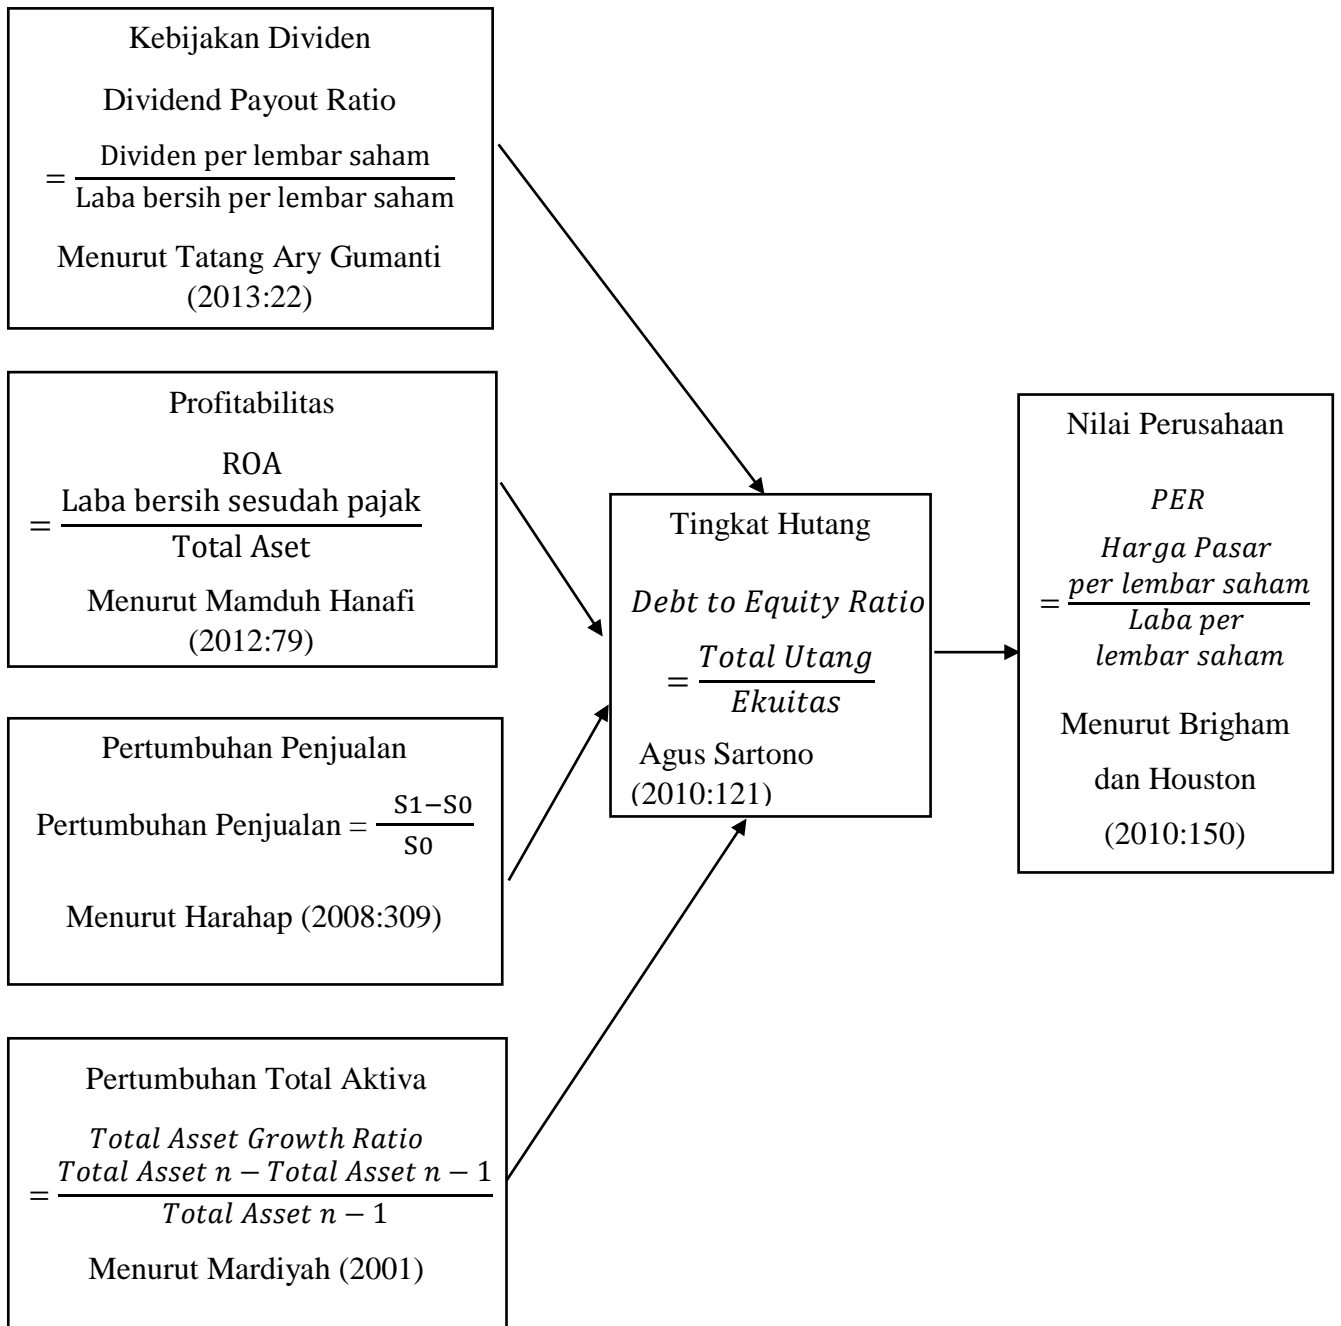 Kebijakan Dividen
Dividend Payout Ratio
= Dividen per lembar saham
Laba bersih per lembar saham
Menurut Tatang Ary Gumanti
(2013:22)
Profitabilitas
ROA
= Laba bersih sesudah pajak
Total Aset
Menurut Mamduh Hanafi
(2012:79)
Pertumbuhan Penjualan
Pertumbuhan Penjualan = S1−S0
S0
Menurut Harahap (2008:309)
Pertumbuhan Total Aktiva
Total Asset Growth Ratio
= Total Asset n − Total Asset n − 1
Total Asset n − 1
Menurut Mardiyah (2001)
Tingkat Hutang
Debt to Equity Ratio
= Total Utang
Ekuitas
Agus Sartono
(2010:121)
Nilai Perusahaan
PER
Harga Pasar
= per lembar saham
Laba per
lembar saham
Menurut Brigham
dan Houston
(2010:150)